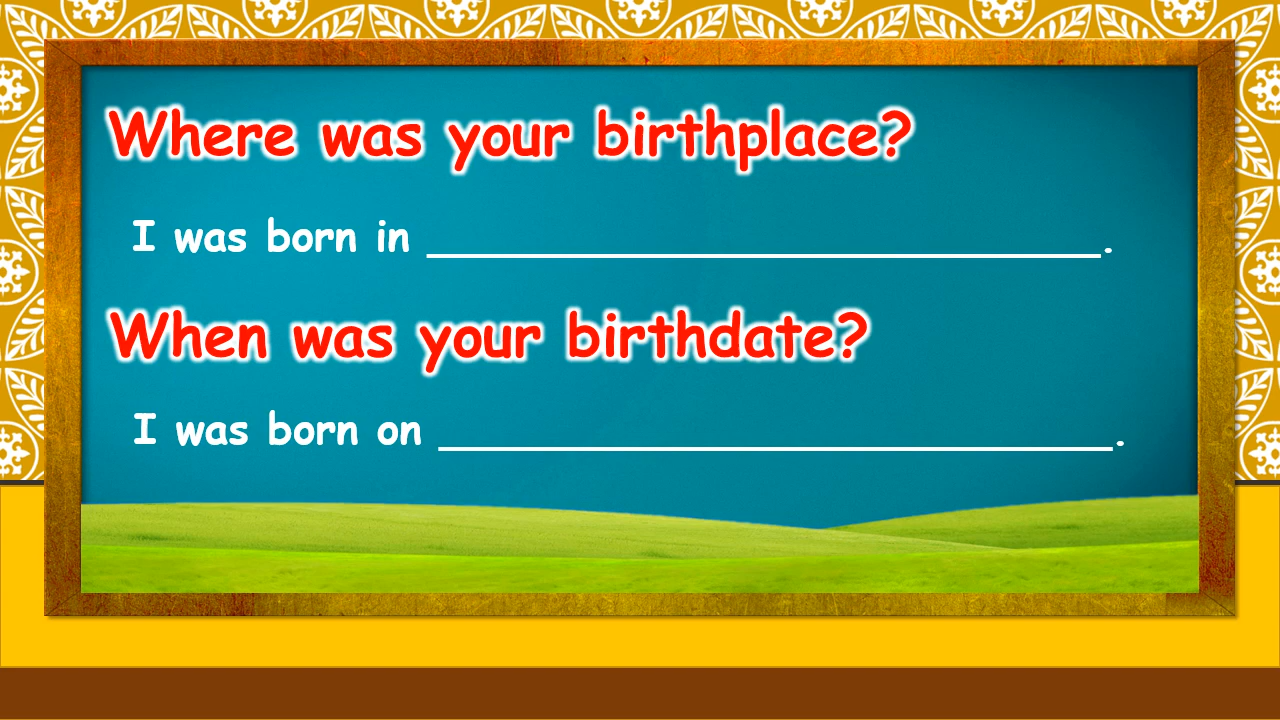 Where was your birthplace?
I was born in ______________________________.
When was your birthdate?
I was born on ______________________________.